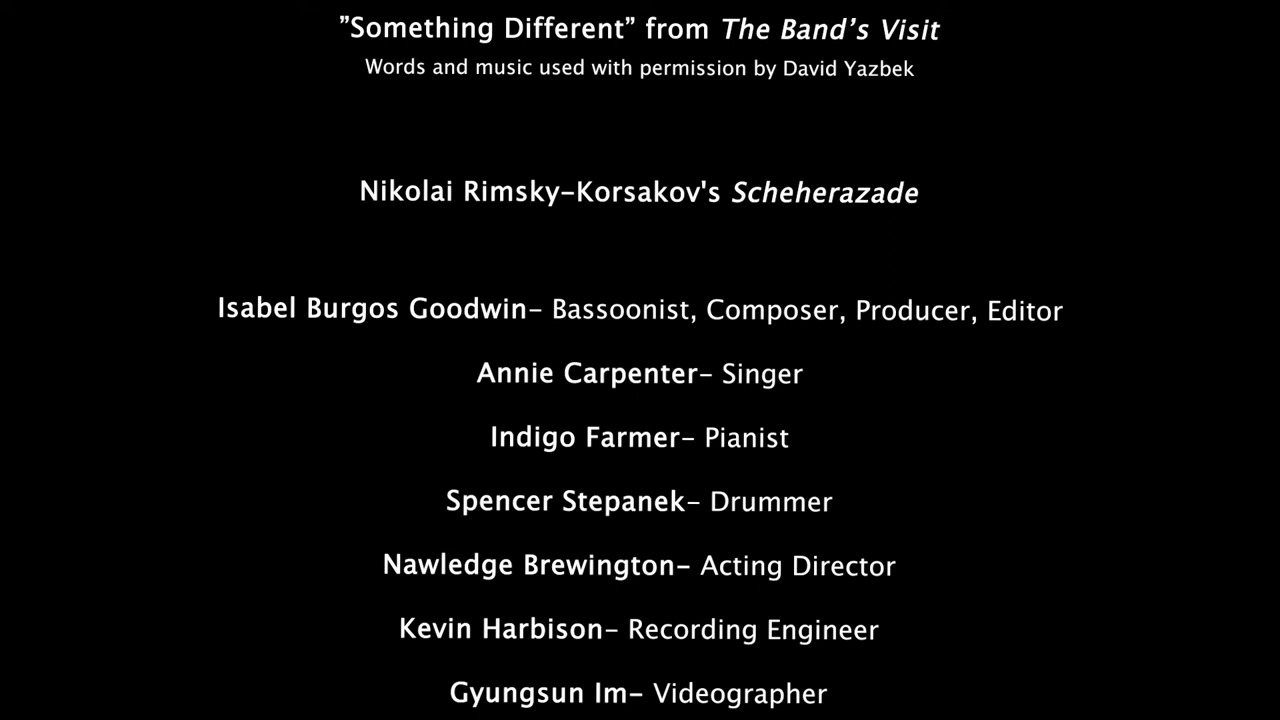 ”Something Different” from The Band’s Visit
Words and music used with permission by David Yazbek
Nikolai Rimsky-Korsakov's Scheherazade
Isabel Burgos Goodwin- Bassoonist, Composer, Producer, Editor
Annie Carpenter- Singer
Indigo Farmer- Pianist
Spencer Stepanek- Drummer
Nawledge Brewington- Acting Director
Kevin Harbison- Recording Engineer
Gyungsun Im- Videographer